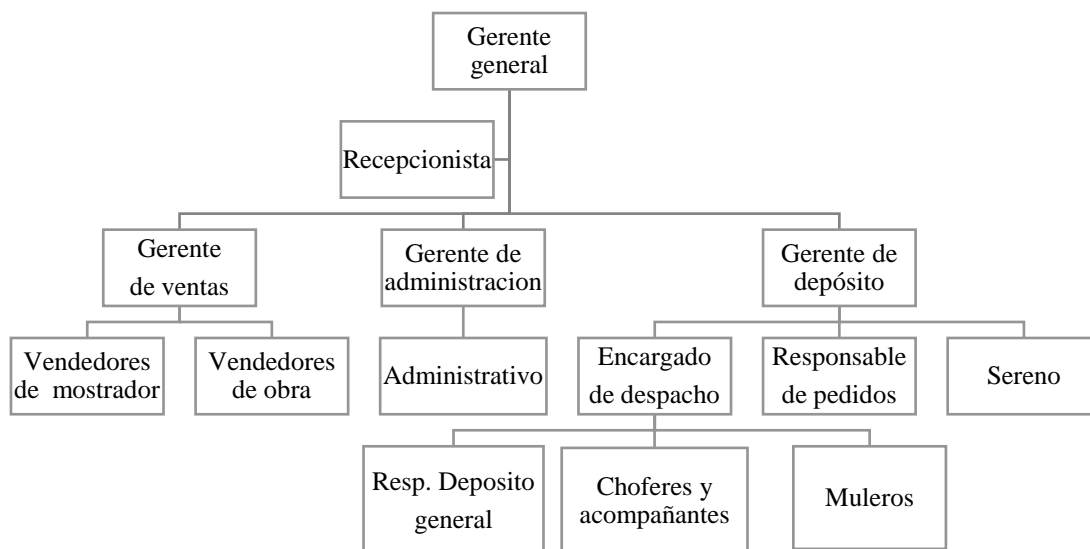 Gerente
general
Recepcionista
Gerente
de ventas
Gerente de
administracion
Gerente de
depósito
Vendedores
de mostrador
Vendedores
de obra
Administrativo
Encargado
de despacho
Responsable
de pedidos
Sereno
Resp. Deposito
general
Choferes y
acompañantes
Muleros